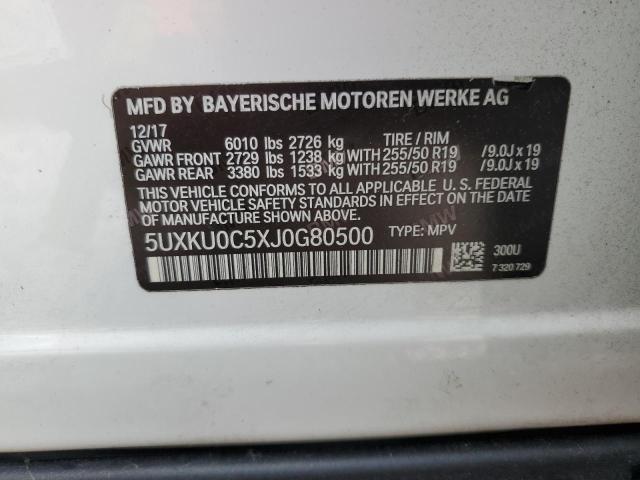 MFD BY BAYERISCHE MOTOREN WERKE AG
12/17
GVWR 6010 lbs 2726 kg TIRE / RIM
GAWR FRONT 2729 lbs 1238 kg WITH 255/50 R19 /9.0J x 19
GAWR REAR 3380 lbs 1533 kg WITH 255/50 R19 /9.0J x 19
THIS VEHICLE CONFORMS TO ALL APPLICABLE U. S. FEDERAL
MOTOR VEHICLE SAFETY STANDARDS IN EFFECT ON THE DATE
OF MANUFACTURE SHOWN ABOVE.
5UXKU0C5XJ0G80500 TYPE: MPV
300U
7 320 729